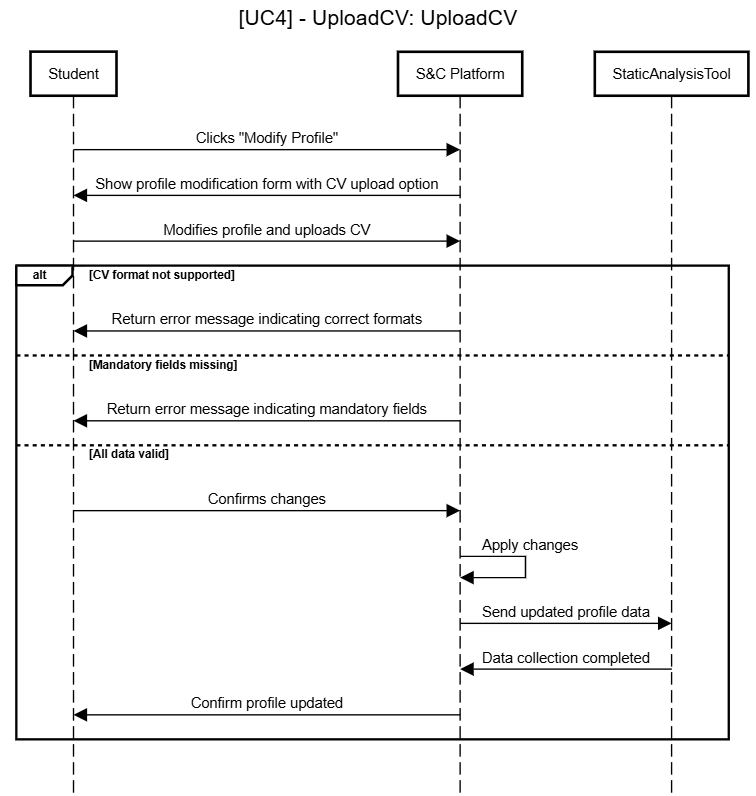 [UC4] - UploadCV: UploadCV
Student
S&C Platform
StaticAnalysisTool
Clicks "Modify Profile"
Show profile modification form with CV upload option
Modifies profile and uploads CV
alt
[CV format not supported]
Return error message indicating correct formats
[Mandatory fields missing]
Return error message indicating mandatory fields
[All data valid]
Confirms changes
Apply changes
Send updated profile data
Data collection completed
Confirm profile updated